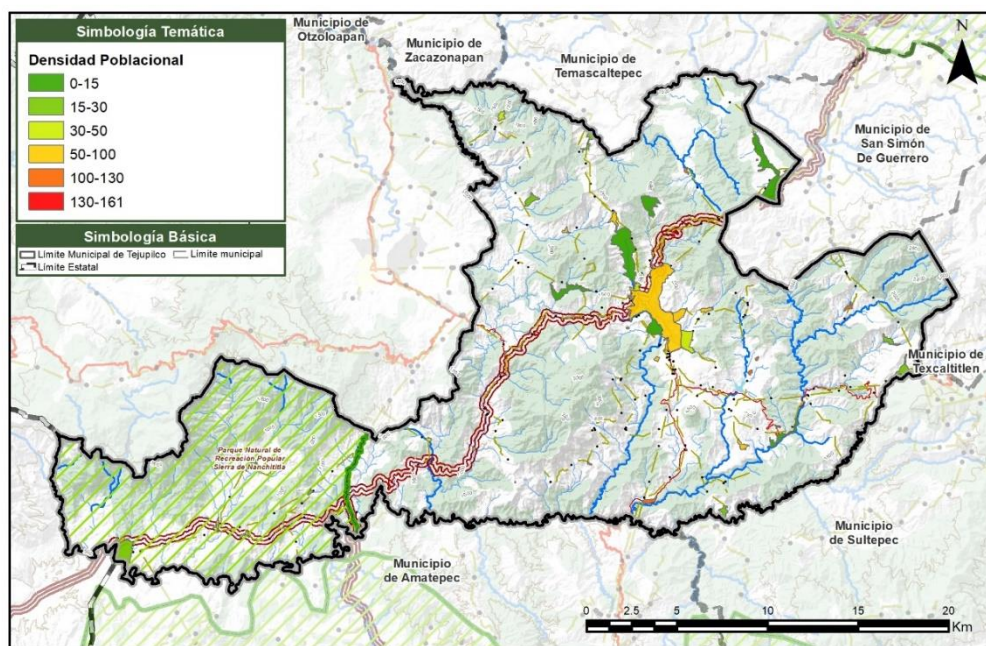 Simbología Temática
Densidad Poblacional
0-15
15-30
30-50
50-100
100-130
130-161
Simbología Básica
Límite Municipal de Tejupilco
Límite municipal
Límite Estatal
Municipio de
Otzoloapan
Municipio de
Zacazonapan
Municipio de
Temascaltepec
N
Municipio de
San Simón
De Guerrero
Municipio de
Texcaltitlen
Parque Natural de
Recreación Popular
Sierra de Nanchititla
Municipio
de Amatepec
Municipio
de Sultepec
0 2.5 5 10 15 20
Km